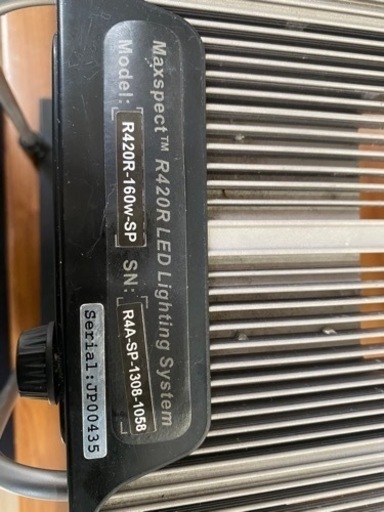 Maxspect™ R420R LED Lighting System
Model: R420R-160w-SP SN: R4A-SP-1308-1058
Serial:JP00435